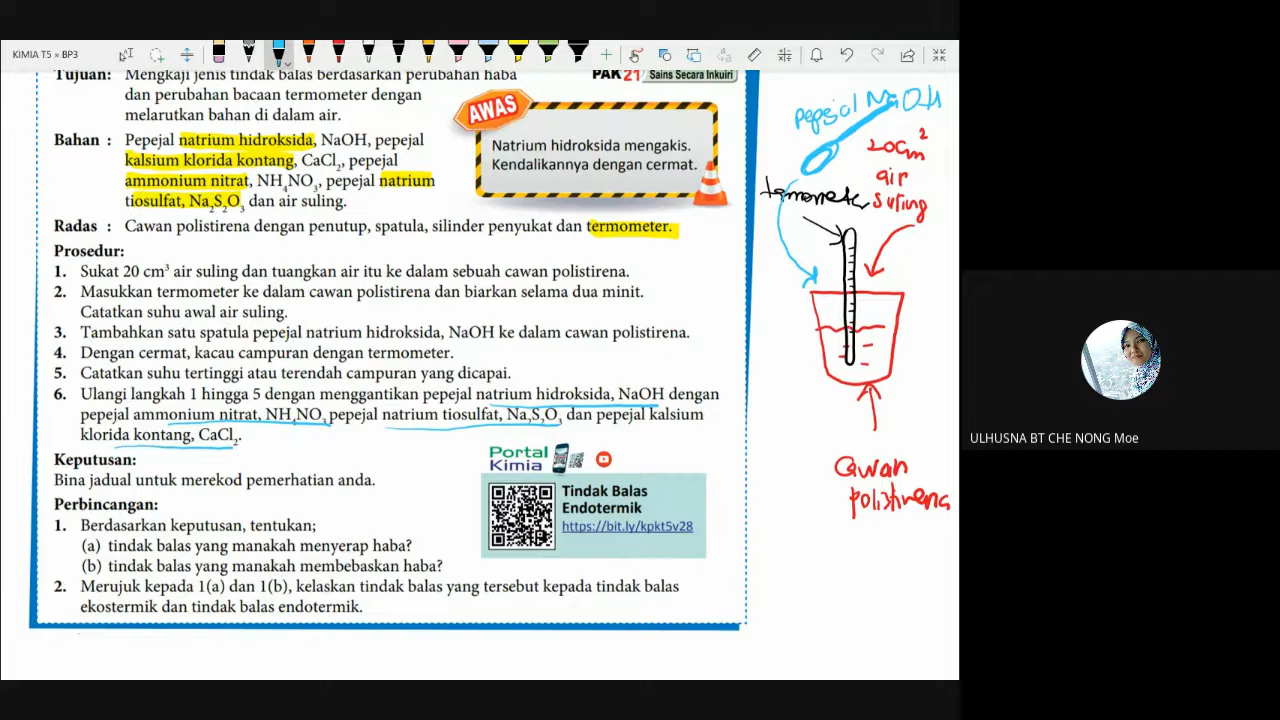 KIMIA T5 » BP3
Tujuan: Mengkaji jenis tindak balas berdasarkan perubahan haba
dan perubahan bacaan termometer dengan
melarutkan bahan di dalam air.
PAK 21 Sains Secara Inkuiri
AWAS
Natrium hidroksida mengakis.
Kendalikannya dengan cermat.
Bahan : Pepejal natrium hidroksida, NaOH, pepejal
kalsium klorida kontang, CaCl₂, pepejal
ammonium nitrat, NH₄NO₃, pepejal natrium
tiosulfat, Na₂S₂O₃ dan air suling.
Radas : Cawan polistirena dengan penutup, spatula, silinder penyukat dan termometer.
Prosedur:
1. Sukat 20 cm³ air suling dan tuangkan air itu ke dalam sebuah cawan polistirena.
2. Masukkan termometer ke dalam cawan polistirena dan biarkan selama dua minit.
Catatkan suhu awal air suling.
3. Tambahkan satu spatula pepejal natrium hidroksida, NaOH ke dalam cawan polistirena.
4. Dengan cermat, kacau campuran dengan termometer.
5. Catatkan suhu tertinggi atau terendah campuran yang dicapai.
6. Ulangi langkah 1 hingga 5 dengan menggantikan pepejal natrium hidroksida, NaOH dengan
pepejal ammonium nitrat, NH₄NO₃, pepejal natrium tiosulfat, Na₂S₂O₃ dan pepejal kalsium
klorida kontang, CaCl₂.
Keputusan:
Bina jadual untuk merekod pemerhatian anda.
Perbincangan:
1. Berdasarkan keputusan, tentukan;
(a) tindak balas yang manakah menyerap haba?
(b) tindak balas yang manakah membebaskan haba?
2. Merujuk kepada 1(a) dan 1(b), kelaskan tindak balas yang tersebut kepada tindak balas
eksotermik dan tindak balas endotermik.
Portal
Kimia
Tindak Balas
Endotermik
https://bit.ly/kpkt5v28
pepejal NaOH
20cm²
air
suling
termometer
Cawan
polistirena
ULHUSNA BT CHE NONG Moe